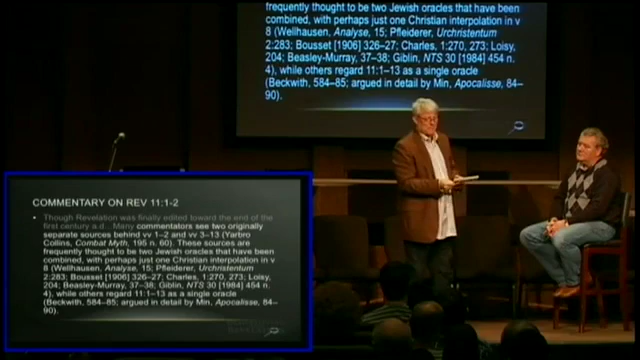 frequently thought to be two Jewish oracles that have been
combined, with perhaps just one Christian interpolation in v
8 (Wellhausen, Analyse, 15; Pfleiderer, Urchristentum
2:283; Bousset [1906] 326–27; Charles, 1:270, 273; Loisy,
204; Beasley-Murray, 37–38; Giblin, NTS 30 [1984] 454 n.
4), while others regard 11:1–13 as a single oracle
(Beckwith, 584–85; argued in detail by Min, Apocalisse, 84–
90).
COMMENTARY ON REV 11:1-2
• Though Revelation was finally edited toward the end of the
first century a.d....Many commentators see two originally
separate sources behind vv 1–2 and vv 3–13 (Yarbro
Collins, Combat Myth, 195 n. 60). These sources are
frequently thought to be two Jewish oracles that have been
combined, with perhaps just one Christian interpolation in v
8 (Wellhausen, Analyse, 15; Pfleiderer, Urchristentum
2:283; Bousset [1906] 326–27; Charles, 1:270, 273; Loisy,
204; Beasley-Murray, 37–38; Giblin, NTS 30 [1984] 454 n.
4), while others regard 11:1–13 as a single oracle
(Beckwith, 584–85; argued in detail by Min, Apocalisse, 84–
90).